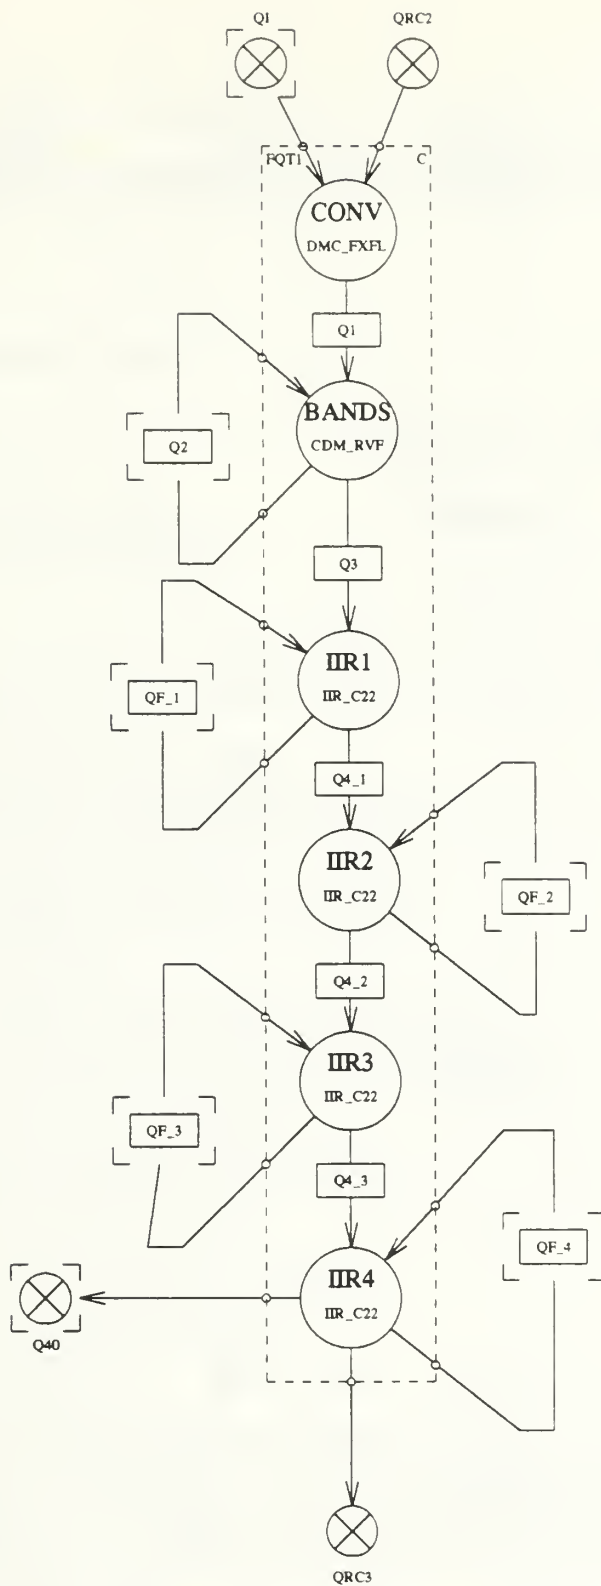 QI
QRC2
FQT1
C
CONV
DMC_FXFL
Q1
BANDS
CDM_RVF
Q2
Q3
IIR1
IIR_C22
QF_1
Q4_1
IIR2
IIR_C22
QF_2
Q4_2
IIR3
IIR_C22
QF_3
Q4_3
IIR4
IIR_C22
QF_4
Q40
QRC3